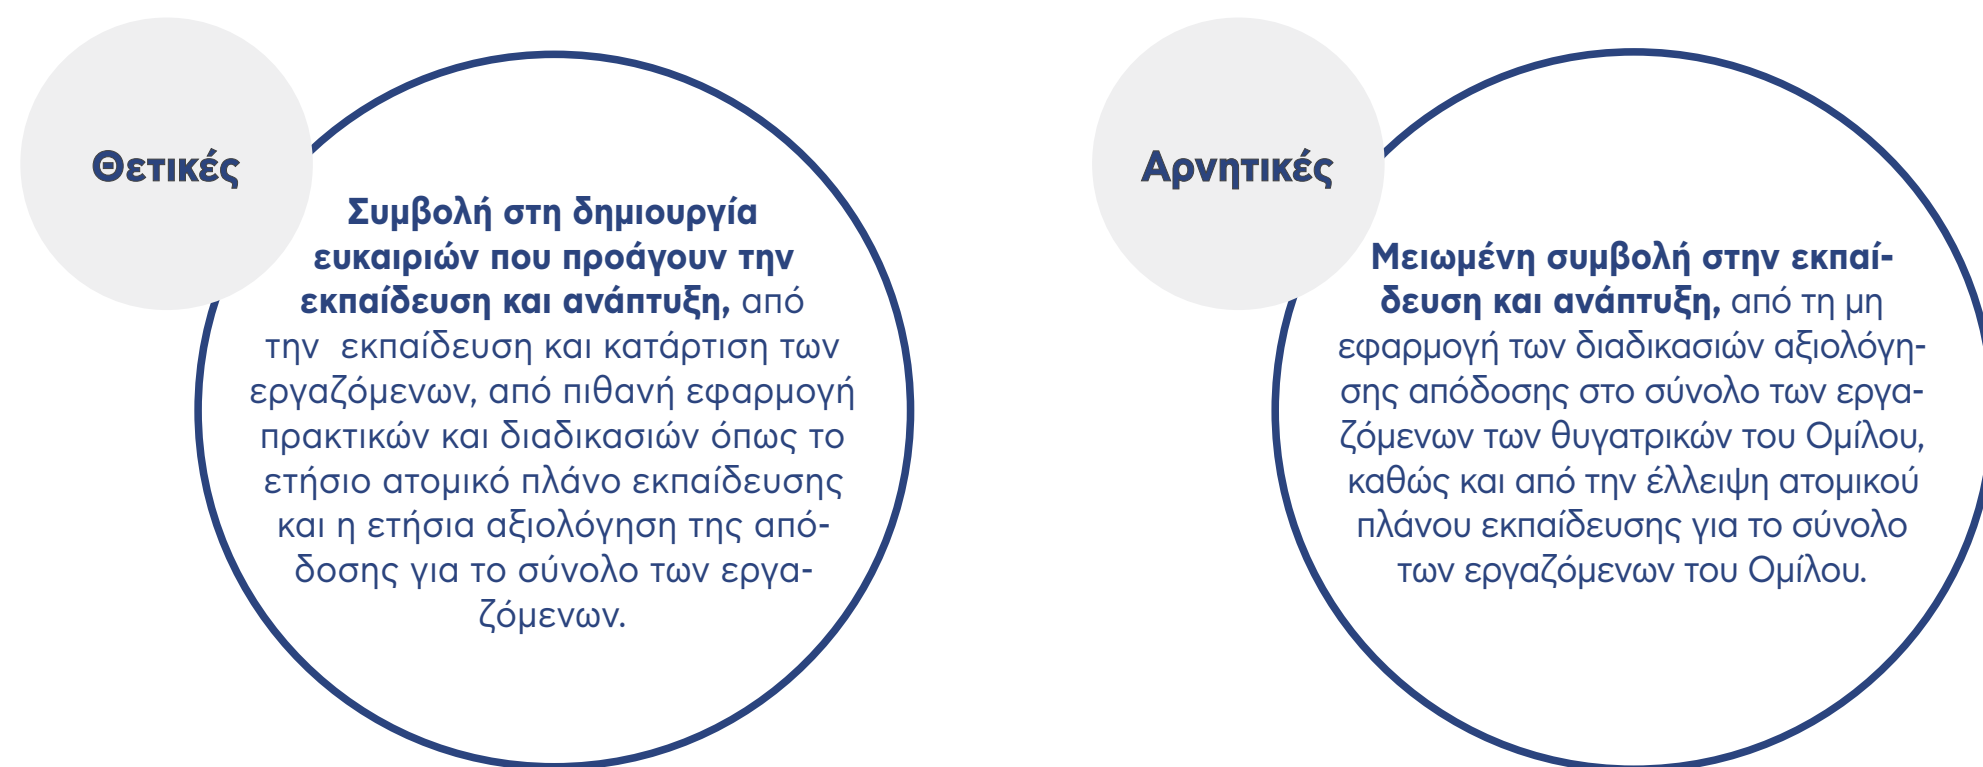 Θετικές
Συμβολή στη δημιουργία
ευκαιριών που προάγουν την
εκπαίδευση και ανάπτυξη, από
την  εκπαίδευση και κατάρτιση των
εργαζόμενων, από πιθανή εφαρμογή
πρακτικών και διαδικασιών όπως το
ετήσιο ατομικό πλάνο εκπαίδευσης
και η ετήσια αξιολόγηση της από-
δοσης για το σύνολο των εργα-
ζόμενων.
Αρνητικές
Μειωμένη συμβολή στην εκπαί-
δευση και ανάπτυξη, από τη μη
εφαρμογή των διαδικασιών αξιολόγη-
σης απόδοσης στο σύνολο των εργα-
ζόμενων των θυγατρικών του Ομίλου,
καθώς και από την έλλειψη ατομικού
πλάνου εκπαίδευσης για το σύνολο
των εργαζόμενων του Ομίλου.